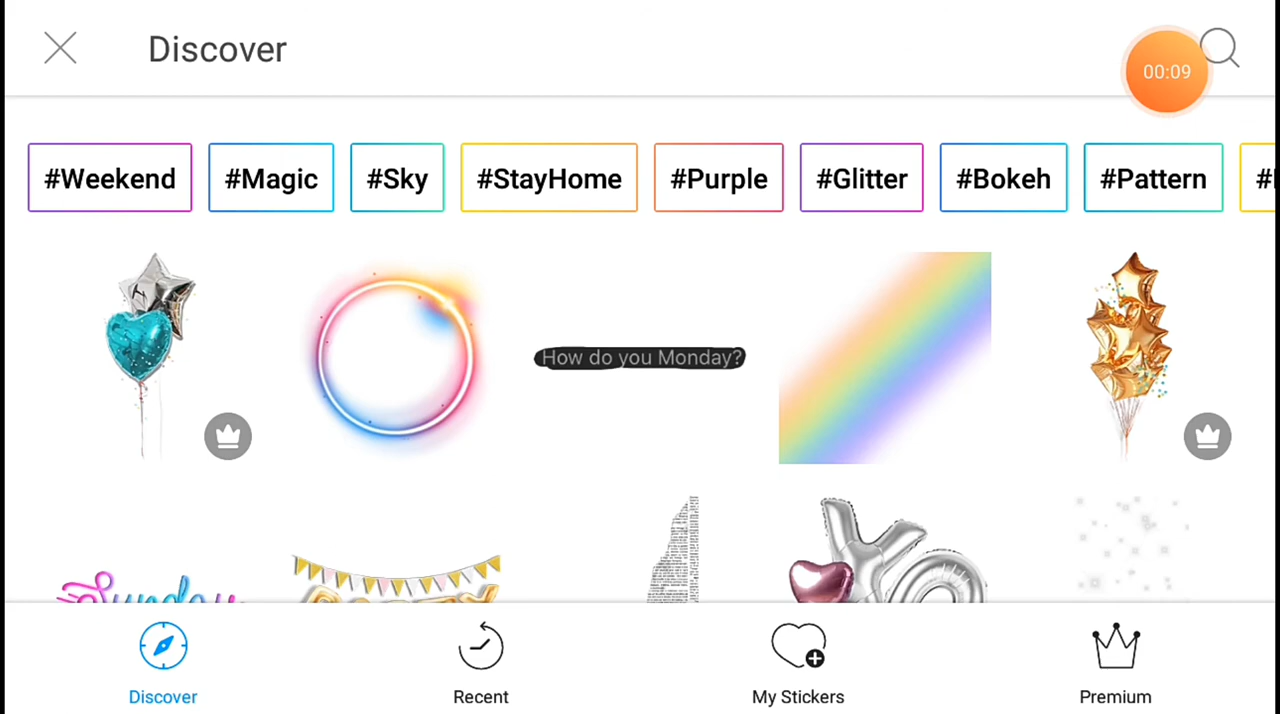 Discover
00:09
#Weekend
#Magic
#Sky
#StayHome
#Purple
#Glitter
#Bokeh
#Pattern
How do you Monday?
Sunday
Discover
Recent
My Stickers
Premium